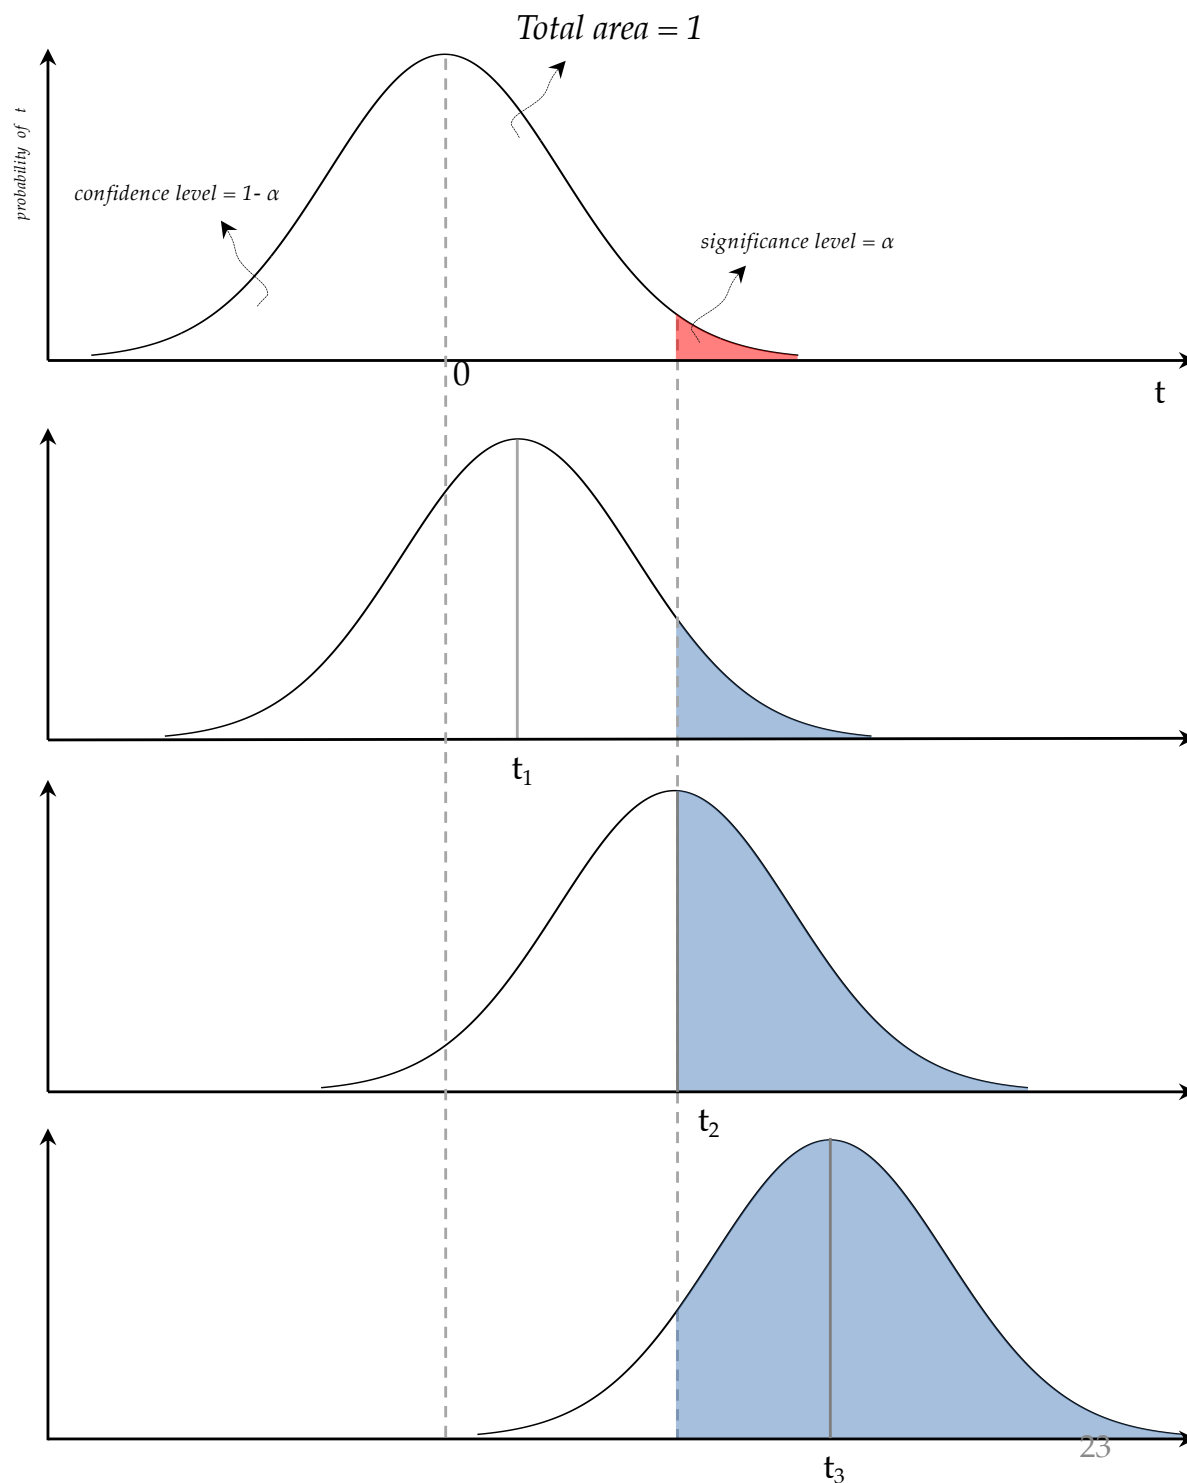 Total area = 1
probability of t
confidence level = 1- α
significance level = α
0
t
t₁
t₂
23
t₃